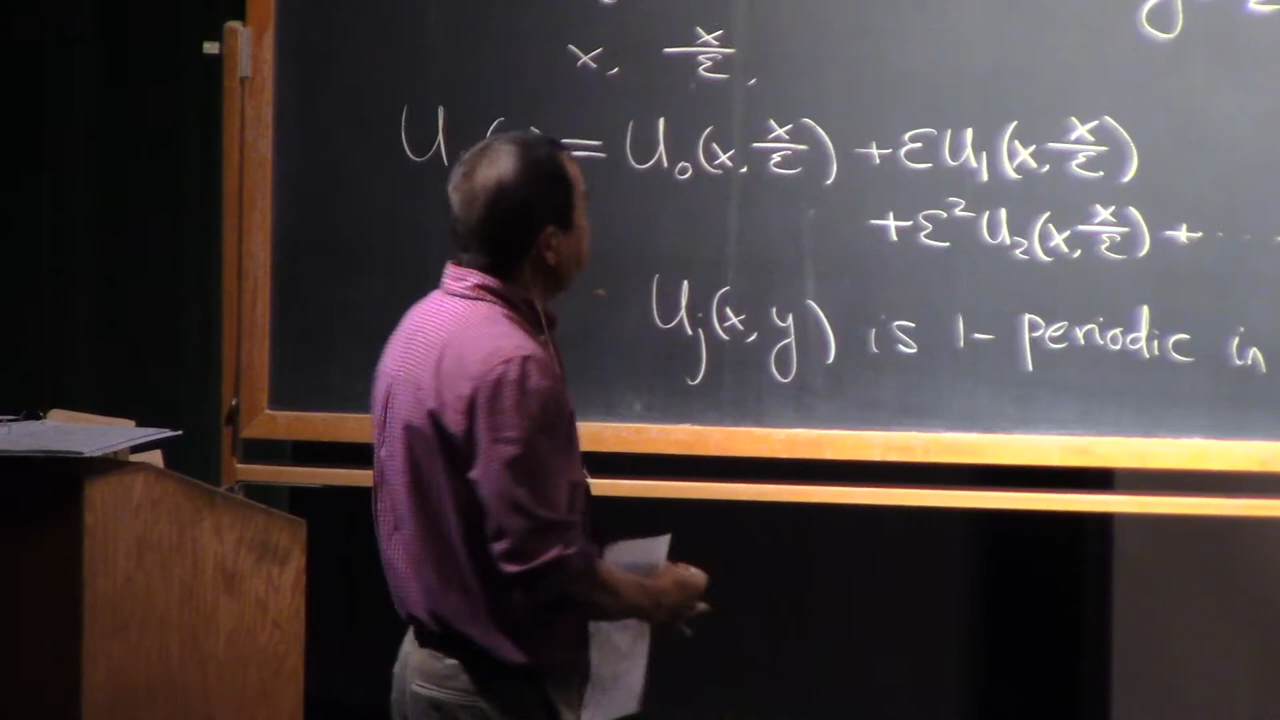 x, x/ε,
u ( ) = u₀(x, x/ε) + εu₁(x, x/ε)
+ ε²u₂(x, x/ε) + ...
uⱼ(x, y) is 1-periodic in